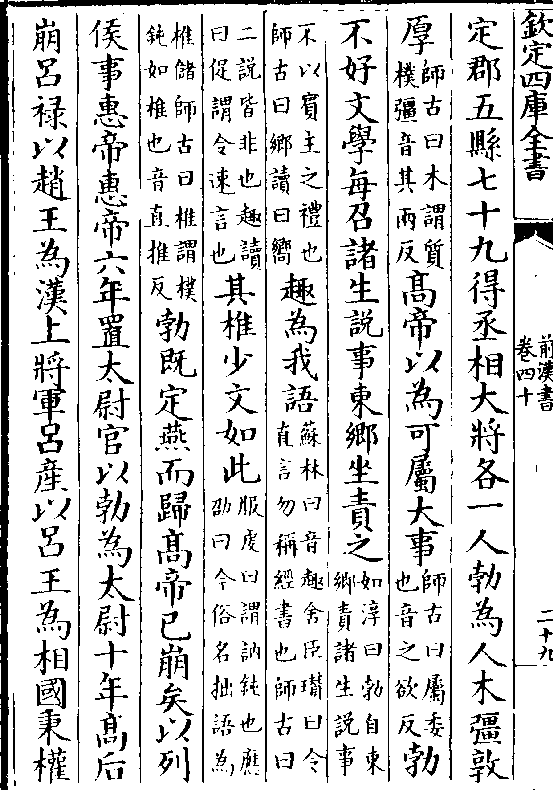 欽定四庫全書
前漢書
卷四十
二十九
定郡五縣七十九得丞相大將各一人勃為人木彊敦
厚師古曰木謂質樸彊音其兩反高帝以為可屬大事師古曰屬委也音之欲反勃
不好文學每召諸生説事東鄉坐責之如淳曰勃自東鄉責諸生説事
不以賔主之禮也師古曰鄉讀曰嚮趣為我語蘇林曰音趣舍臣瓚曰令直言勿稱經書也師古曰
二説皆非也趣讀曰促謂令速言也其椎少文如此服虔曰謂訥鈍也應劭曰今俗名拙語為
椎儲師古曰椎謂樸鈍如椎也音直推反勃既定燕而歸高帝已崩矣以列
侯事惠帝惠帝六年置太尉官以勃為太尉十年高后
崩呂禄以趙王為漢上將軍呂産以呂王為相國秉權